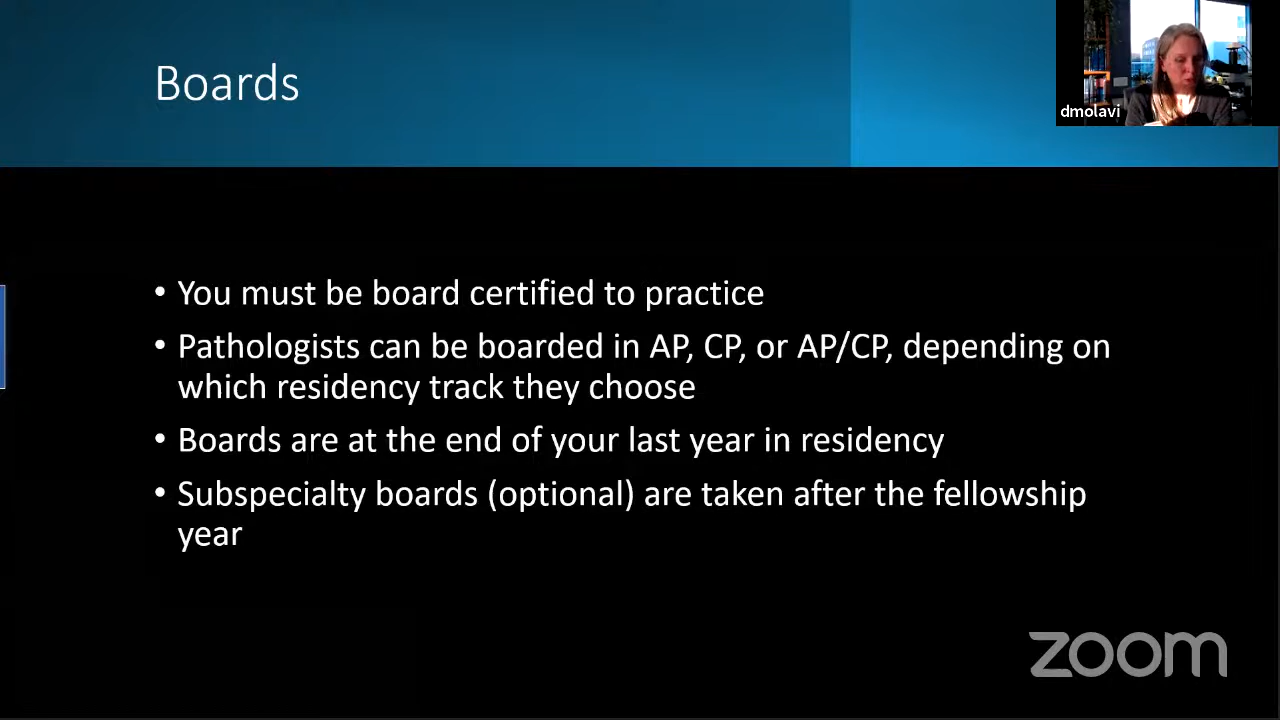 Boards
dmolavi
• You must be board certified to practice
• Pathologists can be boarded in AP, CP, or AP/CP, depending on
which residency track they choose
• Boards are at the end of your last year in residency
• Subspecialty boards (optional) are taken after the fellowship
year
zoom